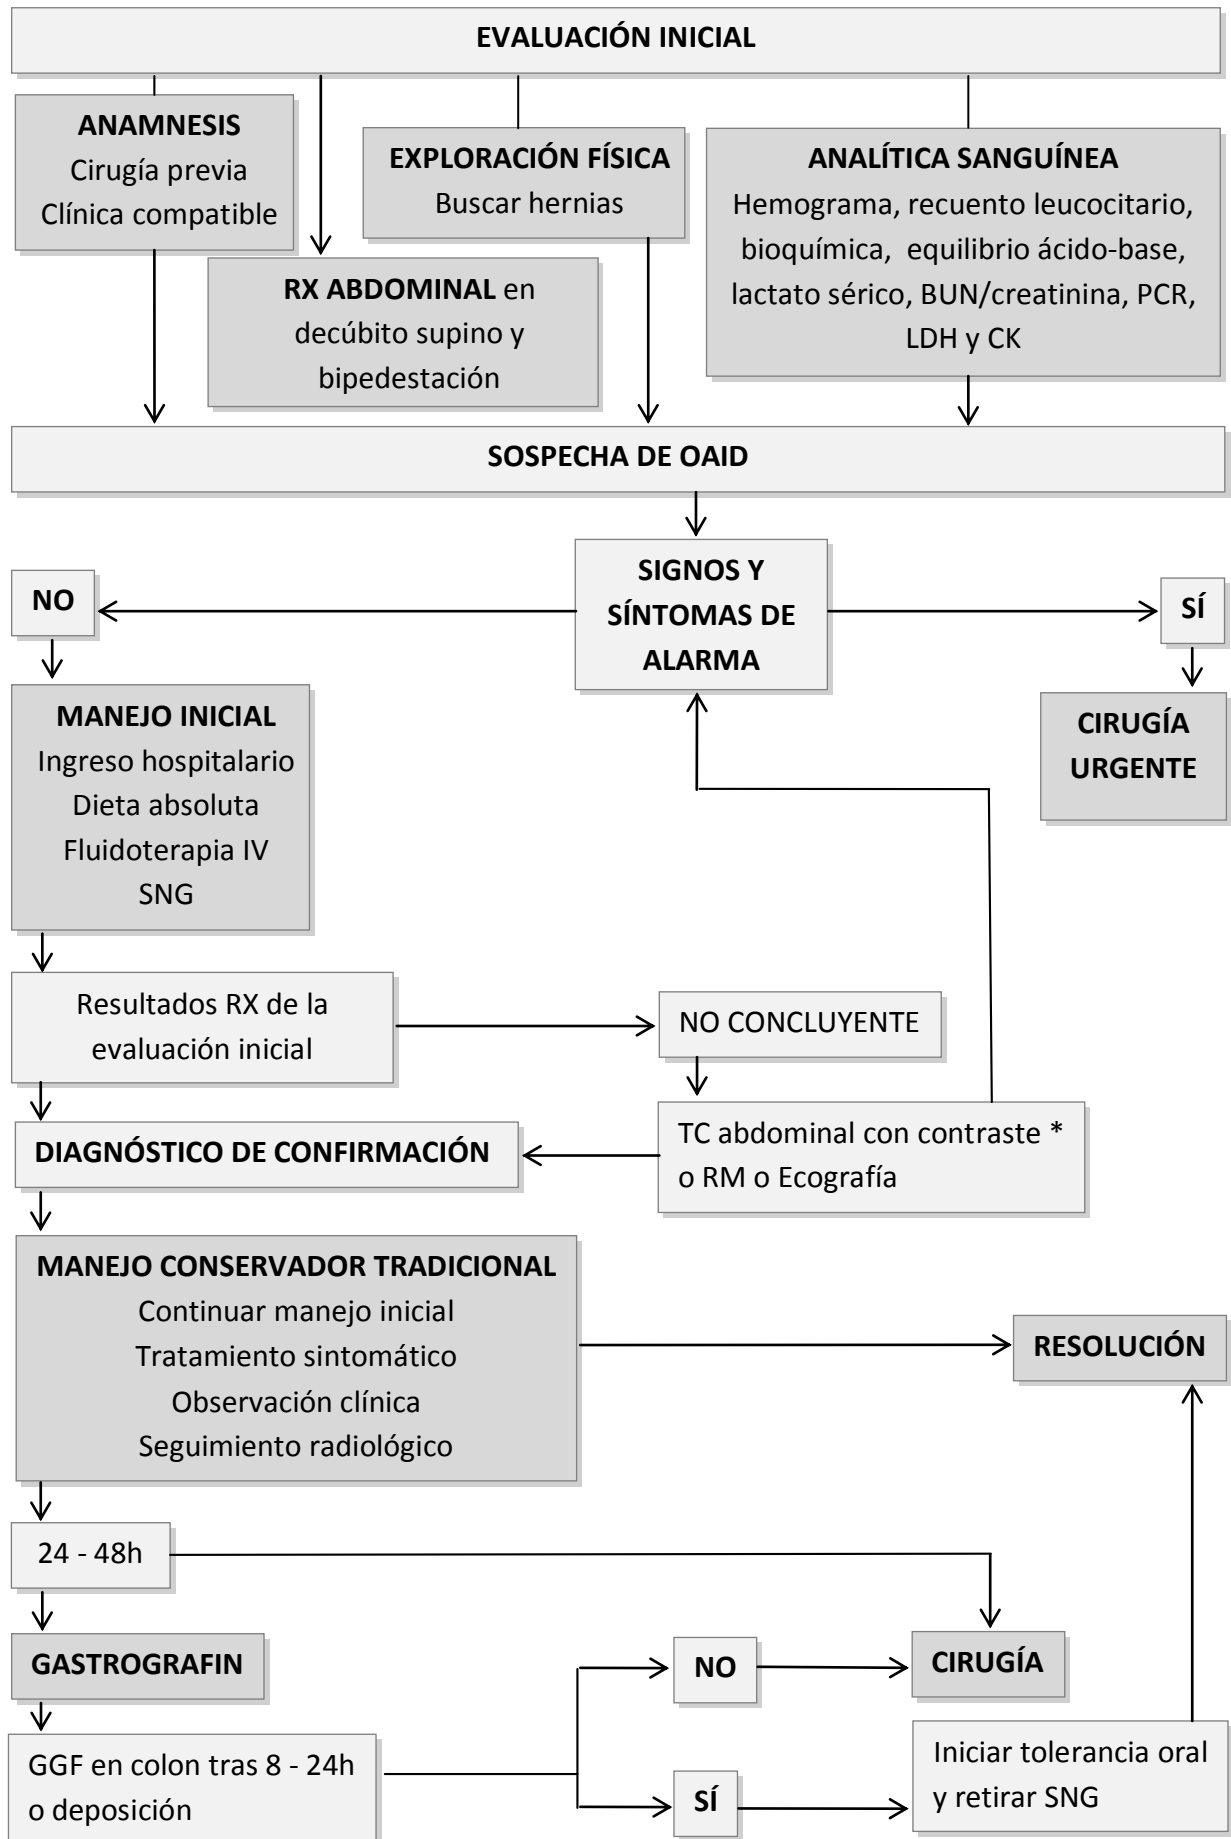 EVALUACIÓN INICIAL
ANAMNESIS
Cirugía previa
Clínica compatible
RX ABDOMINAL en
decúbito supino y
bipedestación
EXPLORACIÓN FÍSICA
Buscar hernias
ANALÍTICA SANGUÍNEA
Hemograma, recuento leucocitario,
bioquímica, equilibrio ácido-base,
lactato sérico, BUN/creatinina, PCR,
LDH y CK
SOSPECHA DE OAID
SIGNOS Y
SÍNTOMAS DE
ALARMA
NO
SÍ
MANEJO INICIAL
Ingreso hospitalario
Dieta absoluta
Fluidoterapia IV
SNG
CIRUGÍA
URGENTE
Resultados RX de la
evaluación inicial
NO CONCLUYENTE
TC abdominal con contraste *
o RM o Ecografía
DIAGNÓSTICO DE CONFIRMACIÓN
MANEJO CONSERVADOR TRADICIONAL
Continuar manejo inicial
Tratamiento sintomático
Observación clínica
Seguimiento radiológico
RESOLUCIÓN
24 - 48h
GASTROGRAFIN
NO
CIRUGÍA
GGF en colon tras 8 - 24h
o deposición
SÍ
Iniciar tolerancia oral
y retirar SNG